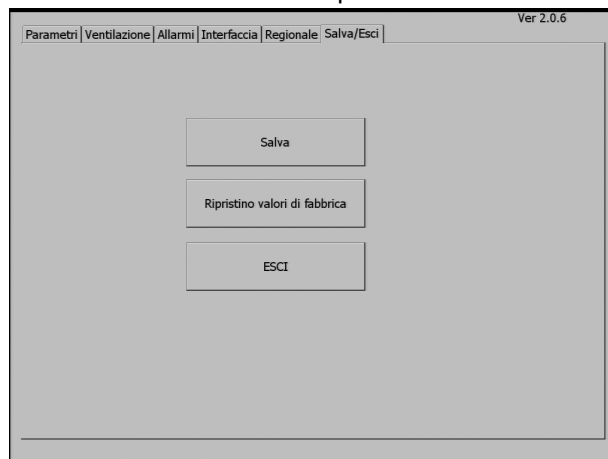 Ver 2.0.6
Parametri Ventilazione Allarmi Interfaccia Regionale Salva/Esci
Salva
Ripristino valori di fabbrica
ESCI